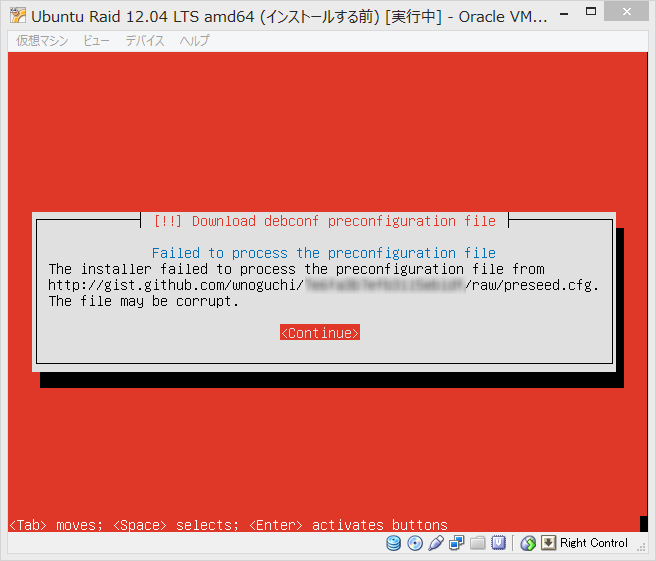 Ubuntu Raid 12.04 LTS amd64 (インストールする前) [実行中] - Oracle VM...
仮想マシン ビュー デバイス ヘルプ
[!!] Download debconf preconfiguration file
Failed to process the preconfiguration file
The installer failed to process the preconfiguration file from
http://gist.github.com/wnoguchi/ /raw/preseed.cfg.
The file may be corrupt.
<Continue>
<Tab> moves; <Space> selects; <Enter> activates buttons
Right Control